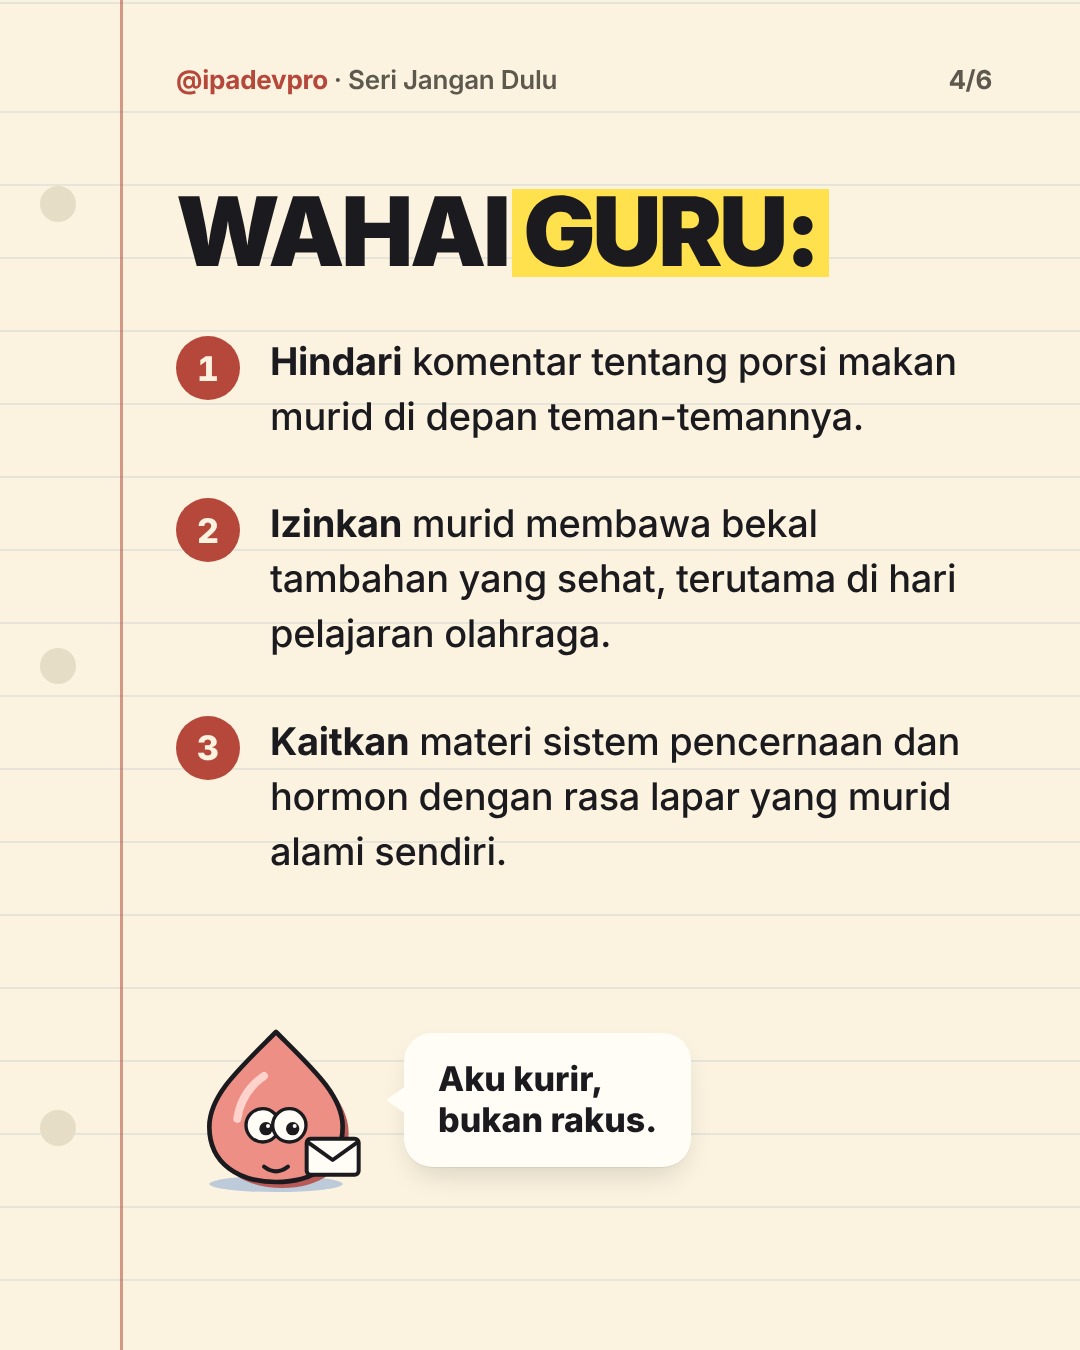 @ipadevpro · Seri Jangan Dulu
4/6
WAHAI GURU:
1
Hindari komentar tentang porsi makan
murid di depan teman-temannya.
2
Izinkan murid membawa bekal
tambahan yang sehat, terutama di hari
pelajaran olahraga.
3
Kaitkan materi sistem pencernaan dan
hormon dengan rasa lapar yang murid
alami sendiri.
Aku kurir,
bukan rakus.